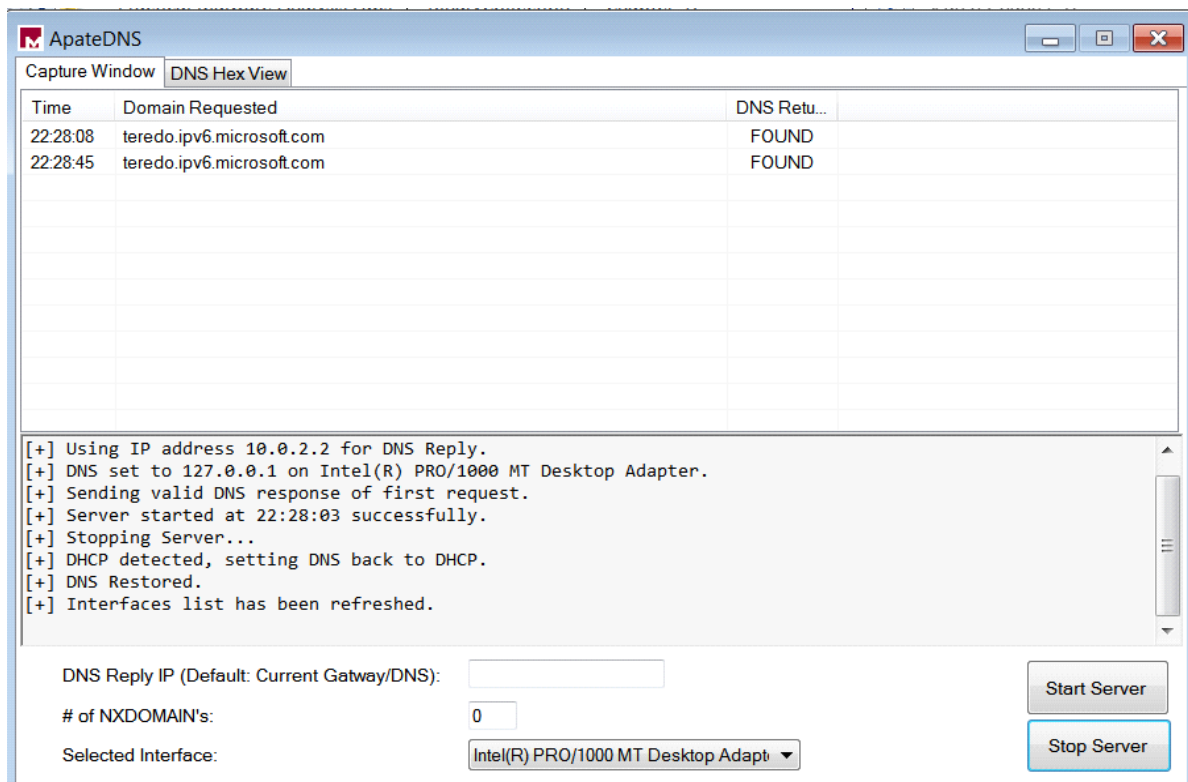 ApateDNS
Capture Window DNS Hex View
Time Domain Requested DNS Retu...
22:28:08 teredo.ipv6.microsoft.com FOUND
22:28:45 teredo.ipv6.microsoft.com FOUND
[+] Using IP address 10.0.2.2 for DNS Reply.
[+] DNS set to 127.0.0.1 on Intel(R) PRO/1000 MT Desktop Adapter.
[+] Sending valid DNS response of first request.
[+] Server started at 22:28:03 successfully.
[+] Stopping Server...
[+] DHCP detected, setting DNS back to DHCP.
[+] DNS Restored.
[+] Interfaces list has been refreshed.
DNS Reply IP (Default: Current Gatway/DNS):
Start Server
# of NXDOMAIN's: 0
Selected Interface: Intel(R) PRO/1000 MT Desktop Adapt
Stop Server